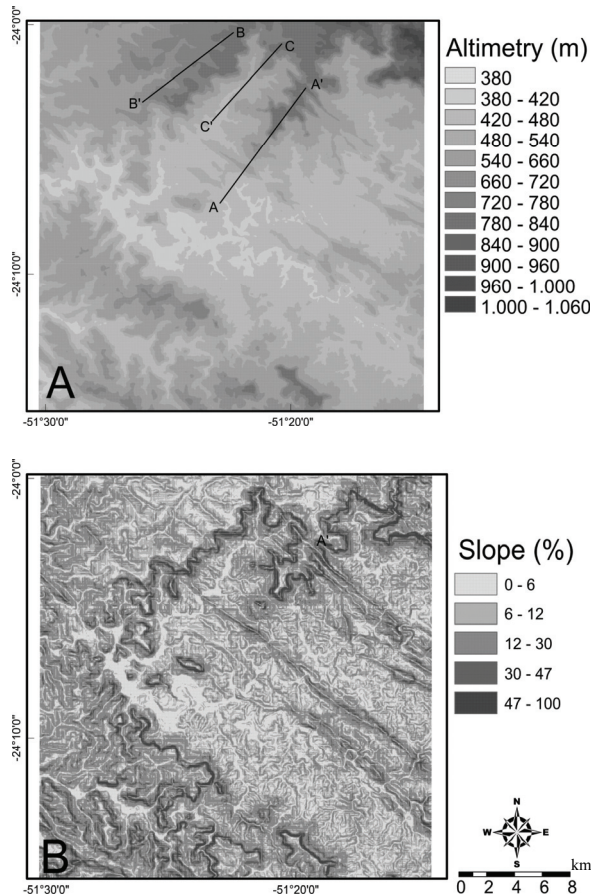 -24°0'0"
B
C
A'
B'
C'
A
-24°10'0"
A
-51°30'0"
-51°20'0"
Altimetry (m)
380
380 - 420
420 - 480
480 - 540
540 - 660
660 - 720
720 - 780
780 - 840
840 - 900
900 - 960
960 - 1.000
1.000 - 1.060
-24°0'0"
A'
-24°10'0"
B
-51°30'0"
-51°20'0"
Slope (%)
0 - 6
6 - 12
12 - 30
30 - 47
47 - 100
N
W
E
S
0 2 4 6 8 km